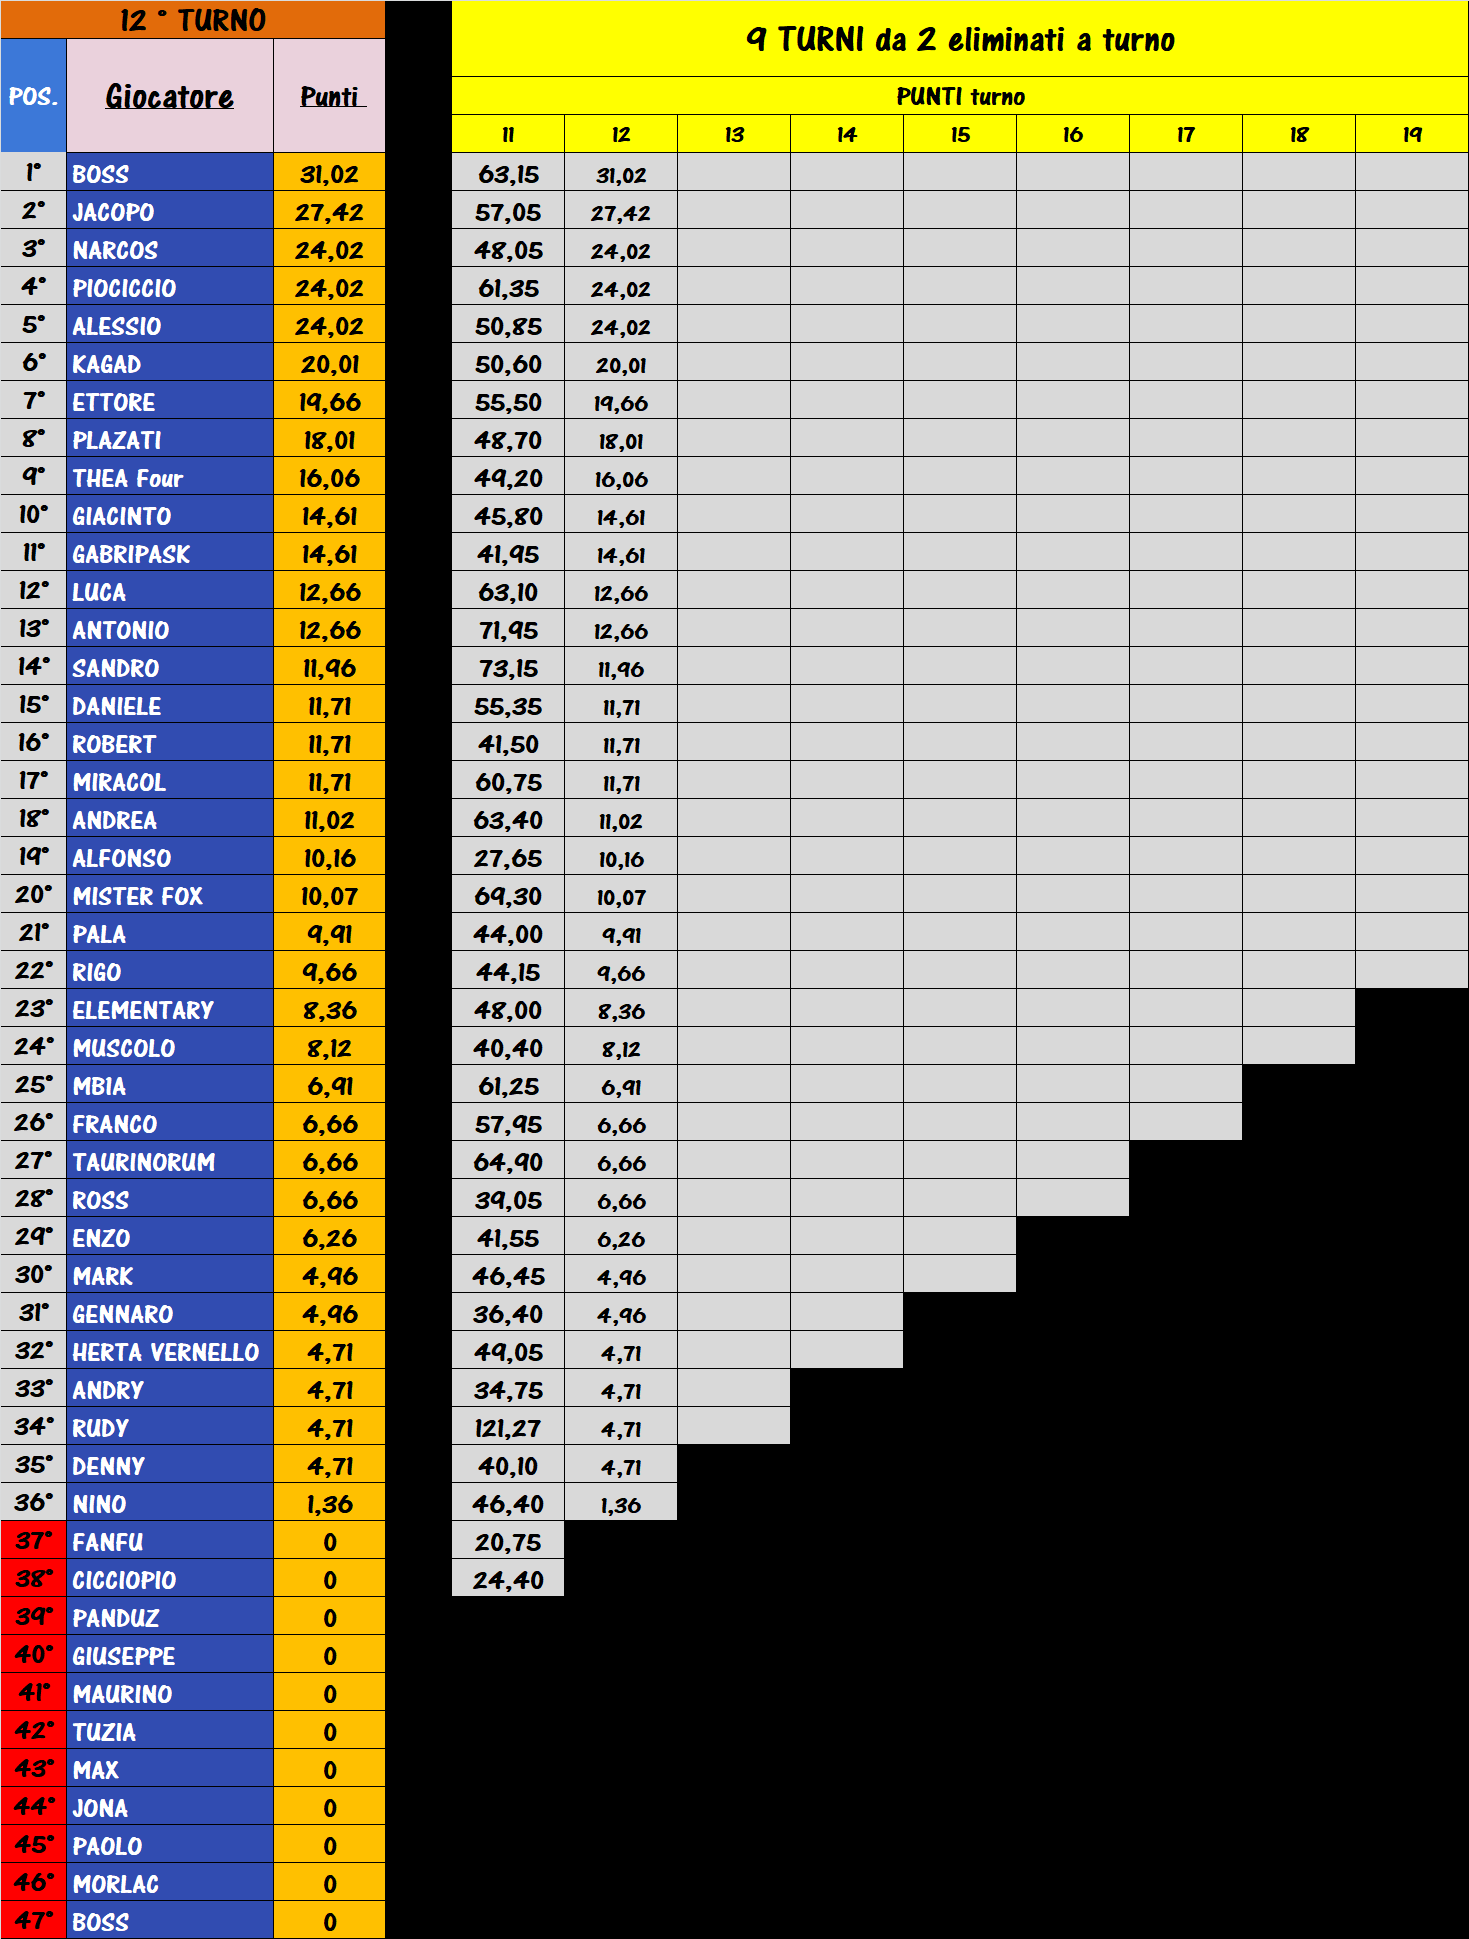 12 ° TURNO
9 TURNI da 2 eliminati a turno
POS. Giocatore Punti
PUNTI turno
11 12 13 14 15 16 17 18 19
1° BOSS 31,02 63,15 31,02
2° JACOPO 27,42 57,05 27,42
3° NARCOS 24,02 48,05 24,02
4° PIOCICCIO 24,02 61,35 24,02
5° ALESSIO 24,02 50,85 24,02
6° KAGAD 20,01 50,60 20,01
7° ETTORE 19,66 55,50 19,66
8° PLAZATI 18,01 48,70 18,01
9° THEA Four 16,06 49,20 16,06
10° GIACINTO 14,61 45,80 14,61
11° GABRIPASK 14,61 41,95 14,61
12° LUCA 12,66 63,10 12,66
13° ANTONIO 12,66 71,95 12,66
14° SANDRO 11,96 73,15 11,96
15° DANIELE 11,71 55,35 11,71
16° ROBERT 11,71 41,50 11,71
17° MIRACOL 11,71 60,75 11,71
18° ANDREA 11,02 63,40 11,02
19° ALFONSO 10,16 27,65 10,16
20° MISTER FOX 10,07 69,30 10,07
21° PALA 9,91 44,00 9,91
22° RIGO 9,66 44,15 9,66
23° ELEMENTARY 8,36 48,00 8,36
24° MUSCOLO 8,12 40,40 8,12
25° MBIA 6,91 61,25 6,91
26° FRANCO 6,66 57,95 6,66
27° TAURINORUM 6,66 64,90 6,66
28° ROSS 6,66 39,05 6,66
29° ENZO 6,26 41,55 6,26
30° MARK 4,96 46,45 4,96
31° GENNARO 4,96 36,40 4,96
32° HERTA VERNELLO 4,71 49,05 4,71
33° ANDRY 4,71 34,75 4,71
34° RUDY 4,71 121,27 4,71
35° DENNY 4,71 40,10 4,71
36° NINO 1,36 46,40 1,36
37° FANFU 0 20,75
38° CICCIOPIO 0 24,40
39° PANDUZ 0
40° GIUSEPPE 0
41° MAURINO 0
42° TUZIA 0
43° MAX 0
44° JONA 0
45° PAOLO 0
46° MORLAC 0
47° BOSS 0